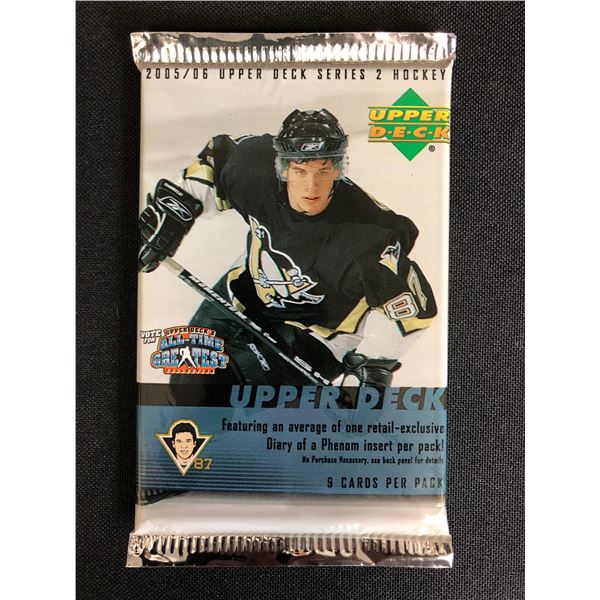 2005/06 UPPER DECK SERIES 2 HOCKEY
UPPER
D·E·C·K
®
8
VOTE FOR
UPPER DECK'S
ALL-TIME
GREATEST
COLLECTION
UPPER DECK
Featuring an average of one retail-exclusive
Diary of a Phenom insert per pack!
No Purchase Necessary, see back panel for details
87
9 CARDS PER PACK